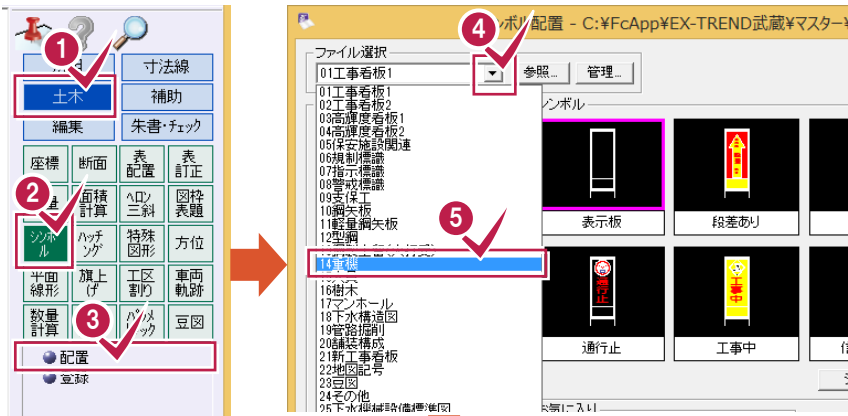 1
寸法線
土木
補助
編集
朱書・チェック
座標
断面
表配置
表訂正
2
面積計算
ヘロン三斜
図枠表題
シンボル
ハッチング
特殊図形
方位
平面線形
旗上げ
工区割り
車両軌跡
数量計算
3
豆図
配置
登録
4
ボル配置 - C:¥FcApp¥EX-TREND武蔵¥マスター¥
ファイル選択
01工事看板1
参照...
管理...
01工事看板1
02工事看板2
03高輝度看板1
04高輝度看板2
05保安施設関連
06規制標識
07指示標識
08警戒標識
09支保工
10鋼矢板
11軽量鋼矢板
12型鋼
5
14重機
16樹木
17マンホール
18下水構造図
19管路掘削
20舗装構成
21新工事看板
22地図記号
23豆図
24その他
25下水機械設備標準図
シンボル
表示板
段差あり
通行止
工事中
通行止
工事中
お気に入り